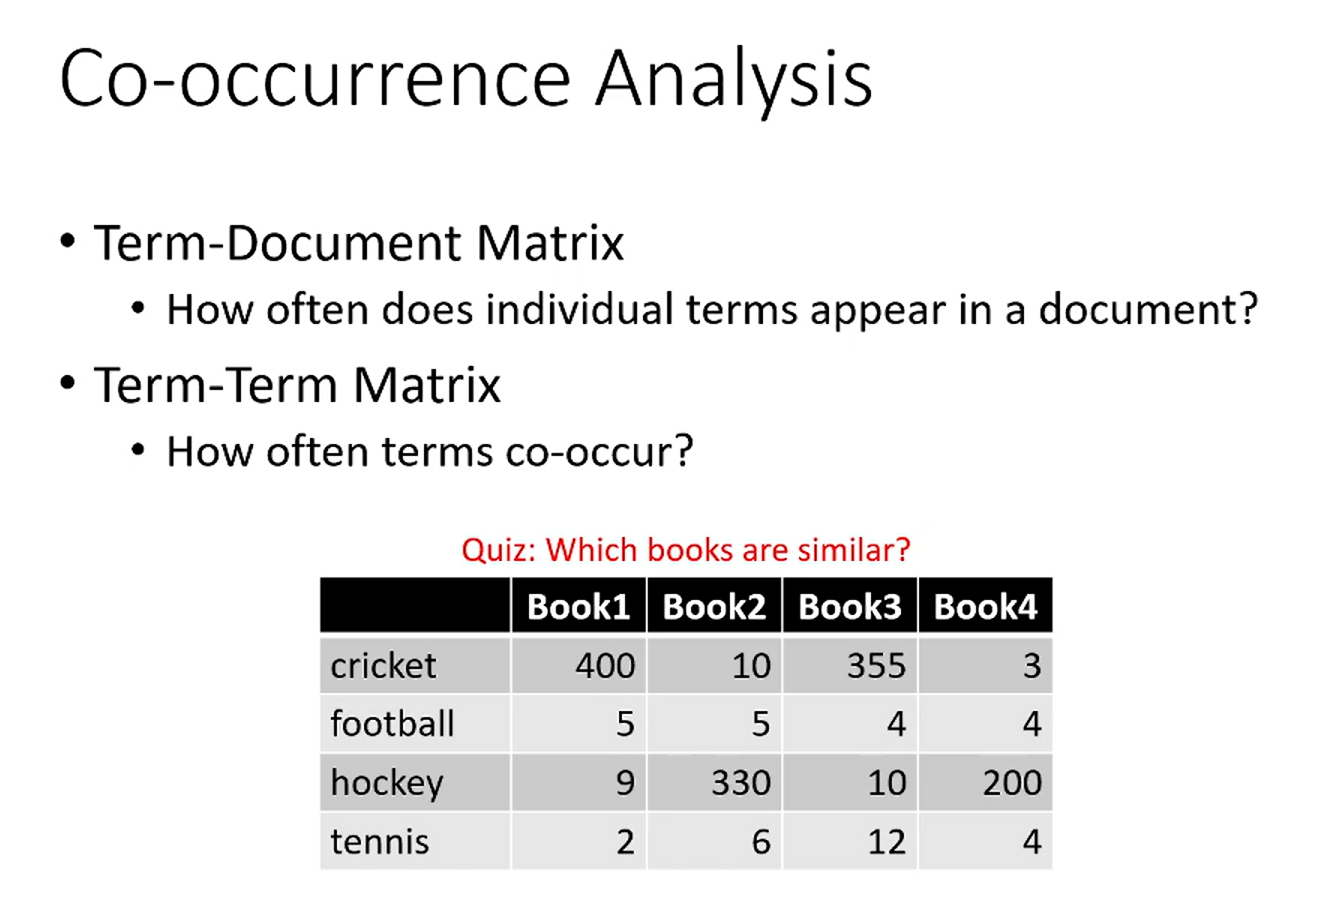 Co-occurrence Analysis
• Term-Document Matrix
• How often does individual terms appear in a document?
• Term-Term Matrix
• How often terms co-occur?
Quiz: Which books are similar?
Book1 Book2 Book3 Book4
cricket 400 10 355 3
football 5 5 4 4
hockey 9 330 10 200
tennis 2 6 12 4